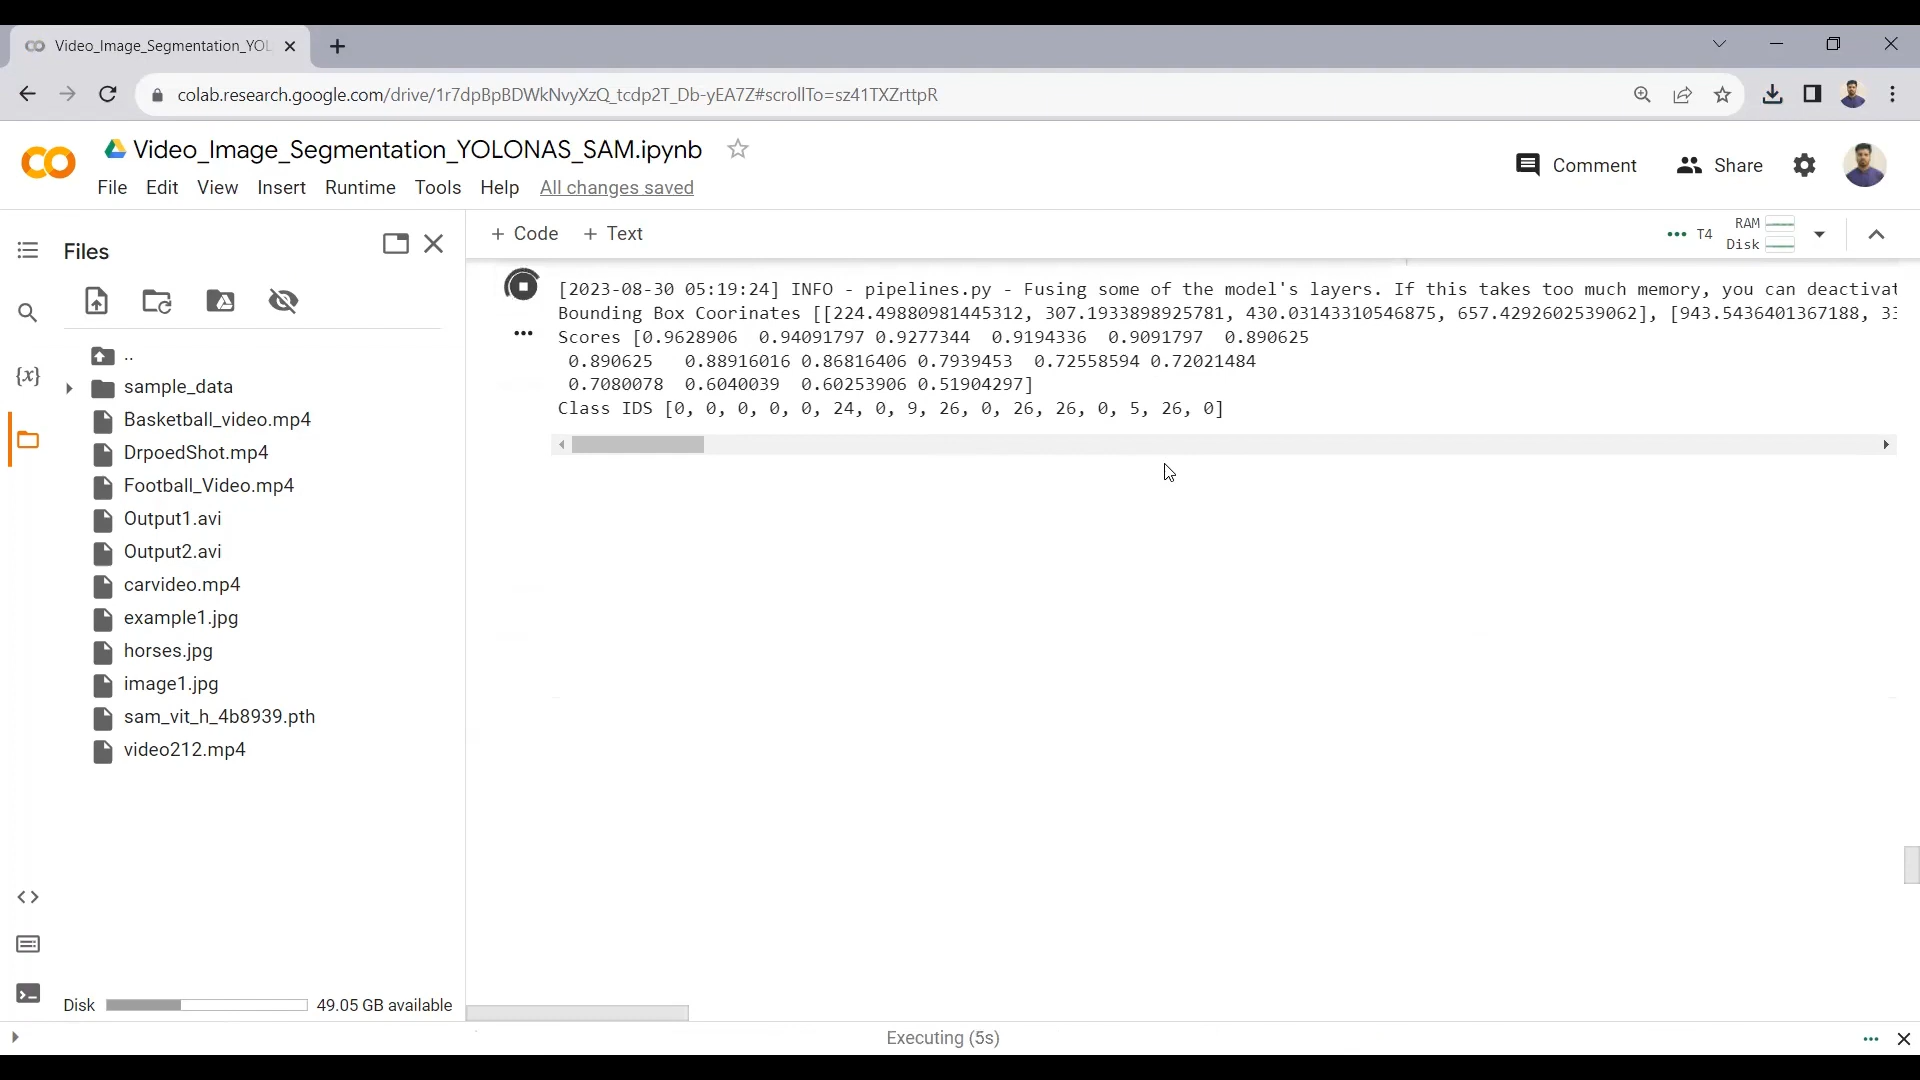 Video_Image_Segmentation_YOL
colab.research.google.com/drive/1r7dpBpBDWkNvyXzQ_tcdp2T_Db-yEA7Z#scrollTo=sz41TXZrttpR
Video_Image_Segmentation_YOLONAS_SAM.ipynb
File Edit View Insert Runtime Tools Help All changes saved
Comment Share
Files
+ Code + Text
T4 RAM
Disk
{x}
..
sample_data
Basketball_video.mp4
DrpoedShot.mp4
Football_Video.mp4
Output1.avi
Output2.avi
carvideo.mp4
example1.jpg
horses.jpg
image1.jpg
sam_vit_h_4b8939.pth
video212.mp4
Disk 49.05 GB available
[2023-08-30 05:19:24] INFO - pipelines.py - Fusing some of the model's layers. If this takes too much memory, you can deactivat
Bounding Box Coorinates [[224.49880981445312, 307.1933898925781, 430.03143310546875, 657.4292602539062], [943.5436401367188, 33
Scores [0.9628906 0.94091797 0.9277344 0.9194336 0.9091797 0.890625
0.890625 0.88916016 0.86816406 0.7939453 0.72558594 0.72021484
0.7080078 0.6040039 0.60253906 0.51904297]
Class IDS [0, 0, 0, 0, 0, 24, 0, 9, 26, 0, 26, 26, 0, 5, 26, 0]
Executing (5s)